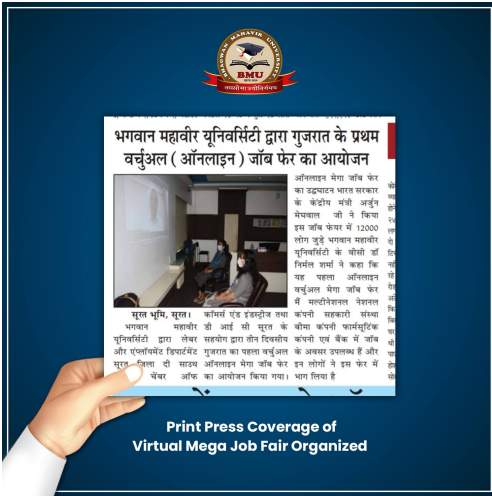 BHAGWAN MAHAVIR UNIVERSITY
BMU
तमसो मा ज्योतिर्गमय
भगवान महावीर यूनिवर्सिटी द्वारा गुजरात के प्रथम
वर्चुअल ( ऑनलाइन ) जॉब फेर का आयोजन
सूरत भूमि, सूरत।
भगवान महावीर
यूनिवर्सिटी द्वारा लेबर
और एंप्लॉयमेंट डिपार्टमेंट
सूरत जिला दी साउथ
चेंबर ऑफ
कॉमर्स एंड इंडस्ट्रीज तथा
डी आई सी सूरत के
सहयोग द्वारा तीन दिवसीय
गुजरात का पहला वर्चुअल
ऑनलाइन मेगा जॉब फेर
का आयोजन किया गया।
ऑनलाइन मेगा जॉब फेर
का उद्घघाटन भारत सरकार
के केंद्रीय मंत्री अर्जुन
मेघवाल जी ने किया
इस जॉब फेयर में 12000
लोग जुड़े भगवान महावीर
यूनिवर्सिटी के वीसी डॉ
निर्मल शर्मा ने कहा कि
यह पहला ऑनलाइन
वर्चुअल मेगा जॉब फेर
मैं मल्टीनेशनल नेशनल
कंपनी सहकारी संस्था
बीमा कंपनी फार्मसूटिक
कंपनी एवं बैंक में जॉब
के अवसर उपलब्ध हैं और
इन लोगों ने इस फेर में
भाग लिया है
Print Press Coverage of
Virtual Mega Job Fair Organized